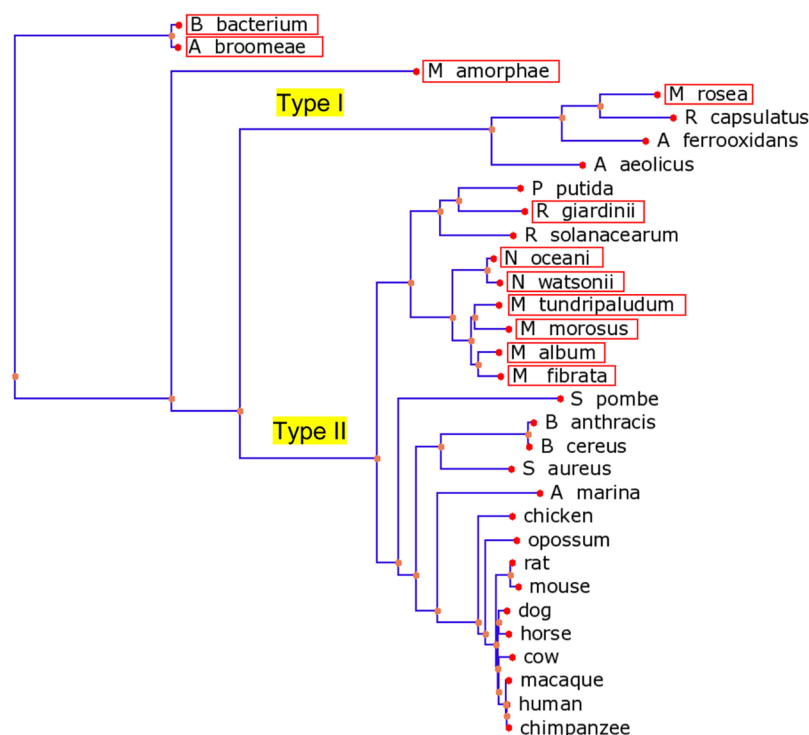 B bacterium
A broomeae
M amorphae
Type I
M rosea
R capsulatus
A ferrooxidans
A aeolicus
P putida
R giardinii
R solanacearum
N oceani
N watsonii
M tundripaludum
M morosus
M album
M fibrata
S pombe
Type II
B anthracis
B cereus
S aureus
A marina
chicken
opossum
rat
mouse
dog
horse
cow
macaque
human
chimpanzee